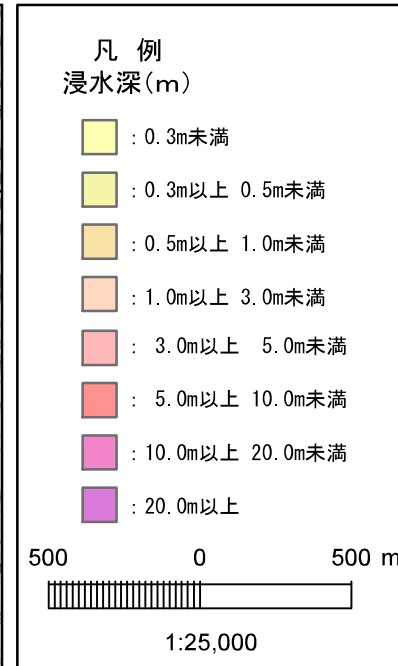 凡 例
浸水深(m)
: 0.3m未満
: 0.3m以上 0.5m未満
: 0.5m以上 1.0m未満
: 1.0m以上 3.0m未満
: 3.0m以上 5.0m未満
: 5.0m以上 10.0m未満
: 10.0m以上 20.0m未満
: 20.0m以上
500 0 500 m
1:25,000